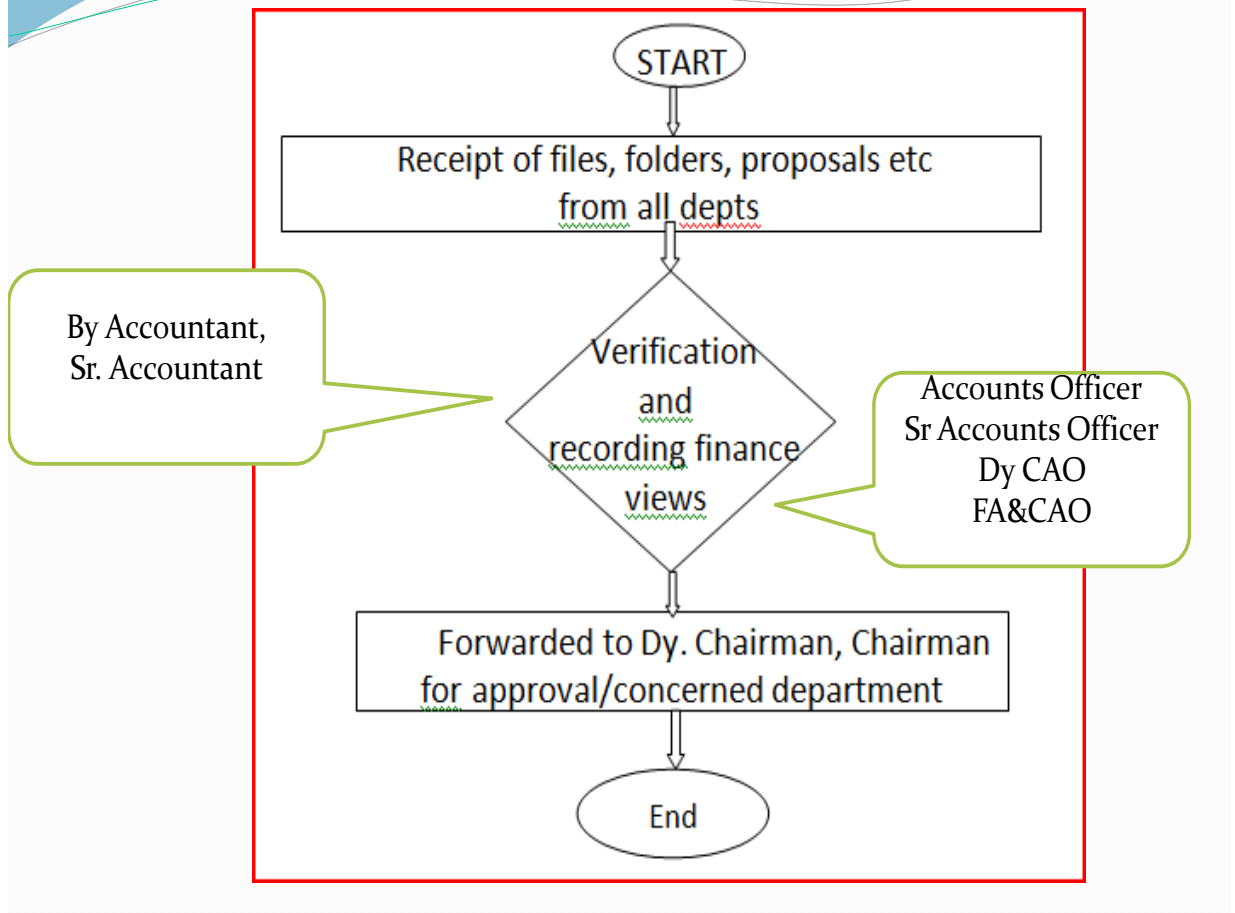 START
Receipt of files, folders, proposals etc
from all depts
By Accountant,
Sr. Accountant
Verification
and
recording finance
views
Accounts Officer
Sr Accounts Officer
Dy CAO
FA&CAO
Forwarded to Dy. Chairman, Chairman
for approval/concerned department
End